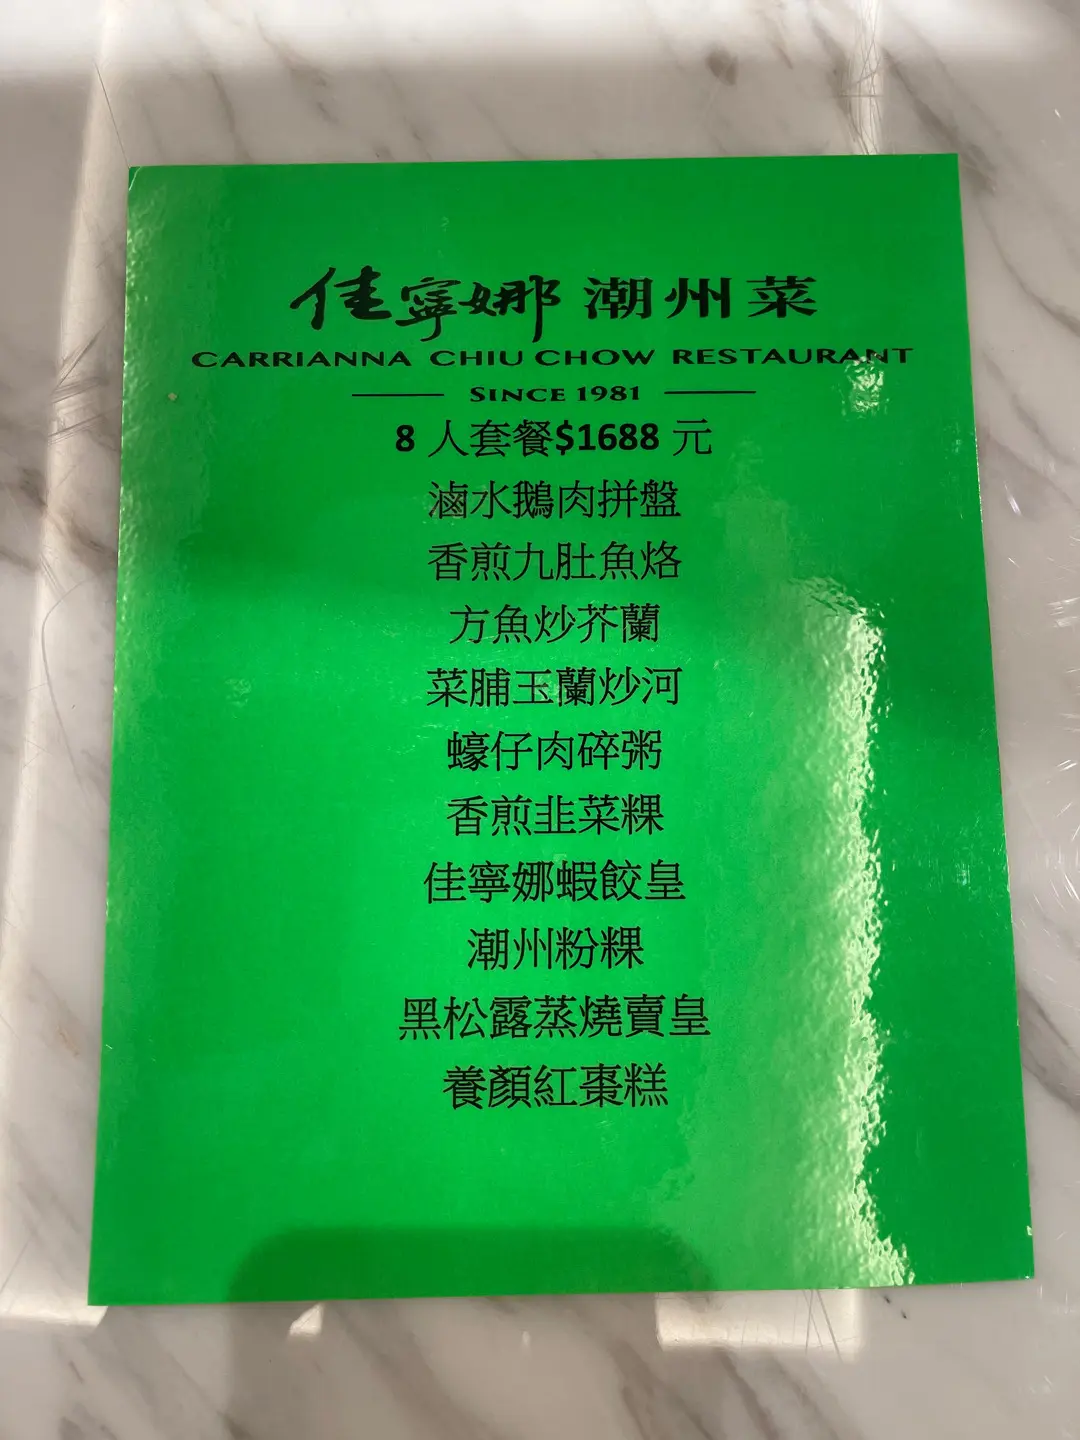 佳寧娜 潮州菜
CARRIANNA CHIU CHOW RESTAURANT
SINCE 1981
8 人套餐$1688 元
滷水鵝肉拼盤
香煎九肚魚烙
方魚炒芥蘭
菜脯玉蘭炒河
蠔仔肉碎粥
香煎韭菜粿
佳寧娜蝦餃皇
潮州粉粿
黑松露蒸燒賣皇
養顏紅棗糕